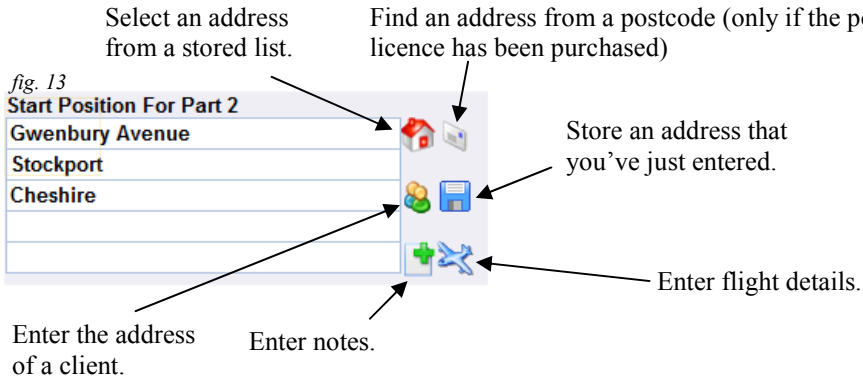 Select an address
from a stored list.
Find an address from a postcode (only if the
licence has been purchased)
fig. 13
Start Position For Part 2
Gwenbury Avenue
Stockport
Cheshire
Store an address that
you've just entered.
Enter flight details.
Enter the address
of a client.
Enter notes.